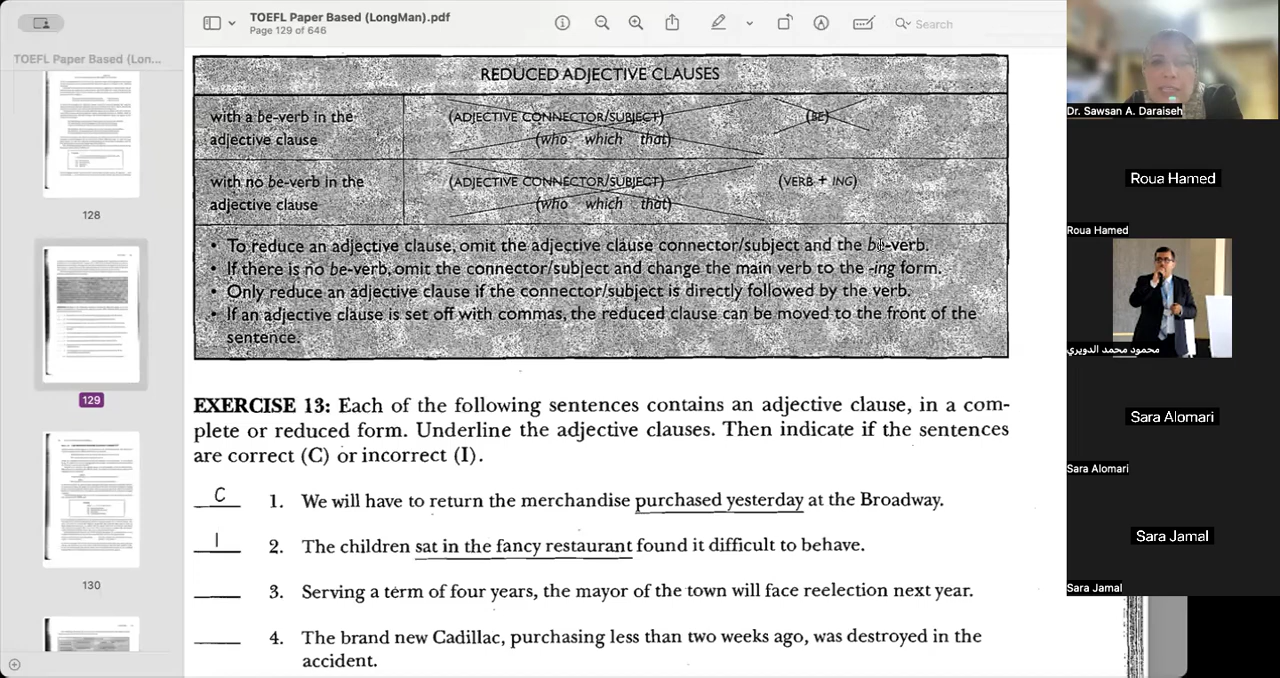 TOEFL Paper Based (LongMan).pdf
Page 129 of 646
Search
TOEFL Paper Based (Lon...
128
129
130
REDUCED ADJECTIVE CLAUSES
with a be-verb in the
adjective clause
(ADJECTIVE CONNECTOR/SUBJECT)
(who which that)
(BE)
with no be-verb in the
adjective clause
(ADJECTIVE CONNECTOR/SUBJECT)
(who which that)
(VERB + ING)
• To reduce an adjective clause, omit the adjective clause connector/subject and the be-verb.
• If there is no be-verb, omit the connector/subject and change the main verb to the -ing form.
• Only reduce an adjective clause if the connector/subject is directly followed by the verb.
• If an adjective clause is set off with commas, the reduced clause can be moved to the front of the
sentence.
EXERCISE 13: Each of the following sentences contains an adjective clause, in a com-
plete or reduced form. Underline the adjective clauses. Then indicate if the sentences
are correct (C) or incorrect (I).
C 1. We will have to return the merchandise purchased yesterday at the Broadway.
I 2. The children sat in the fancy restaurant found it difficult to behave.
3. Serving a term of four years, the mayor of the town will face reelection next year.
4. The brand new Cadillac, purchasing less than two weeks ago, was destroyed in the
accident.
Dr. Sawsan A. Daraiseh
Roua Hamed
Roua Hamed
محمود محمد الدويري
Sara Alomari
Sara Alomari
Sara Jamal
Sara Jamal